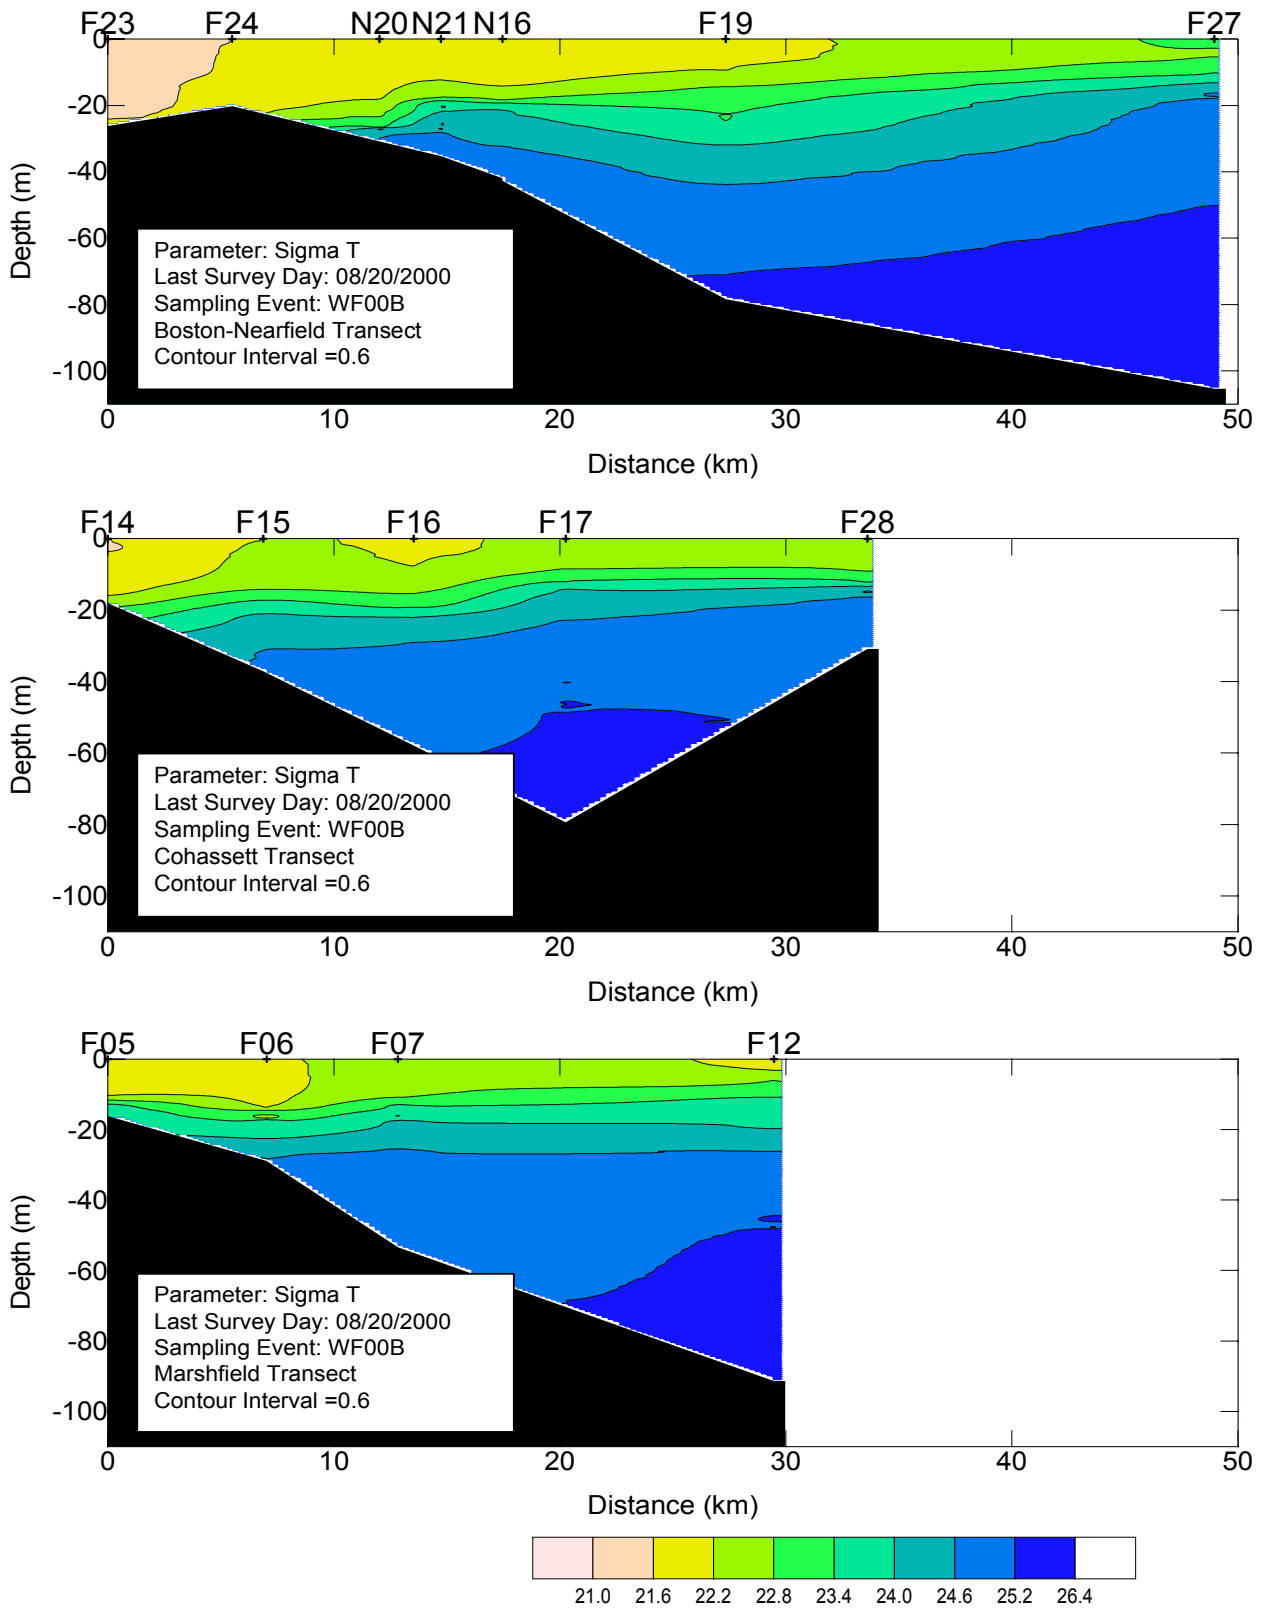 F23 F24 N20 N21 N16 F19 F27
0
-20
-40
-60
-80
-100
Depth (m)
Parameter: Sigma T
Last Survey Day: 08/20/2000
Sampling Event: WF00B
Boston-Nearfield Transect
Contour Interval =0.6
0 10 20 30 40 50
Distance (km)
F14 F15 F16 F17 F28
0
-20
-40
-60
-80
-100
Depth (m)
Parameter: Sigma T
Last Survey Day: 08/20/2000
Sampling Event: WF00B
Cohassett Transect
Contour Interval =0.6
0 10 20 30 40 50
Distance (km)
F05 F06 F07 F12
0
-20
-40
-60
-80
-100
Depth (m)
Parameter: Sigma T
Last Survey Day: 08/20/2000
Sampling Event: WF00B
Marshfield Transect
Contour Interval =0.6
0 10 20 30 40 50
Distance (km)
21.0 21.6 22.2 22.8 23.4 24.0 24.6 25.2 26.4